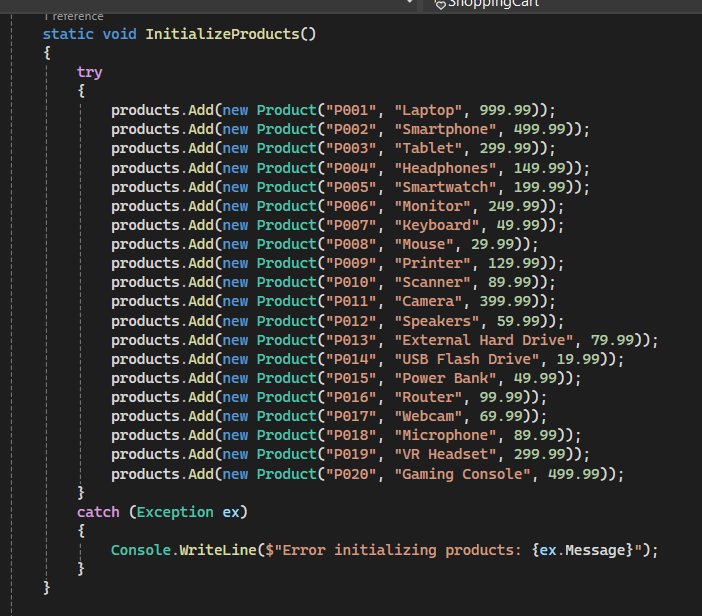 ShoppingCart
1 reference
static void InitializeProducts()
{
try
{
products.Add(new Product("P001", "Laptop", 999.99));
products.Add(new Product("P002", "Smartphone", 499.99));
products.Add(new Product("P003", "Tablet", 299.99));
products.Add(new Product("P004", "Headphones", 149.99));
products.Add(new Product("P005", "Smartwatch", 199.99));
products.Add(new Product("P006", "Monitor", 249.99));
products.Add(new Product("P007", "Keyboard", 49.99));
products.Add(new Product("P008", "Mouse", 29.99));
products.Add(new Product("P009", "Printer", 129.99));
products.Add(new Product("P010", "Scanner", 89.99));
products.Add(new Product("P011", "Camera", 399.99));
products.Add(new Product("P012", "Speakers", 59.99));
products.Add(new Product("P013", "External Hard Drive", 79.99));
products.Add(new Product("P014", "USB Flash Drive", 19.99));
products.Add(new Product("P015", "Power Bank", 49.99));
products.Add(new Product("P016", "Router", 99.99));
products.Add(new Product("P017", "Webcam", 69.99));
products.Add(new Product("P018", "Microphone", 89.99));
products.Add(new Product("P019", "VR Headset", 299.99));
products.Add(new Product("P020", "Gaming Console", 499.99));
}
catch (Exception ex)
{
Console.WriteLine($"Error initializing products: {ex.Message}");
}
}